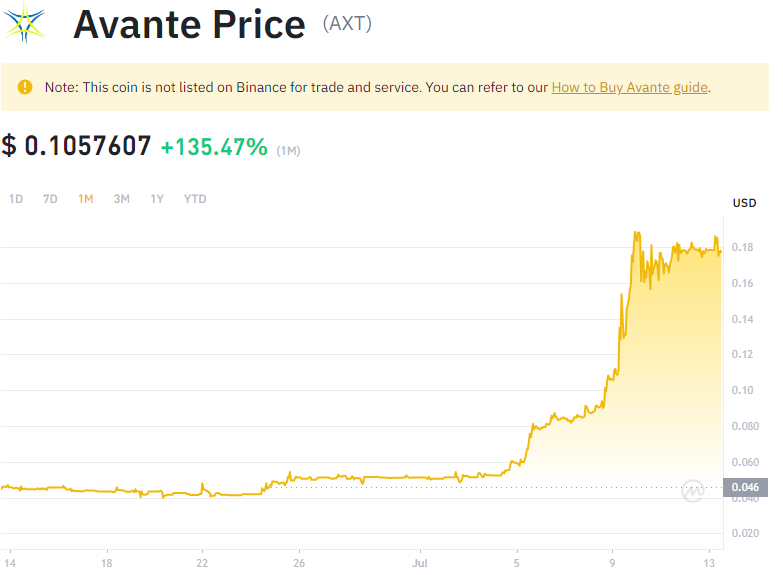 Avante Price (AXT)
Note: This coin is not listed on Binance for trade and service. You can refer to our How to Buy Avante guide.
$ 0.1057607 +135.47% (1M)
1D 7D 1M 3M 1Y YTD
USD
0.18
0.16
0.14
0.12
0.10
0.080
0.060
0.046
0.040
0.020
14 18 22 26 Jul 5 9 13